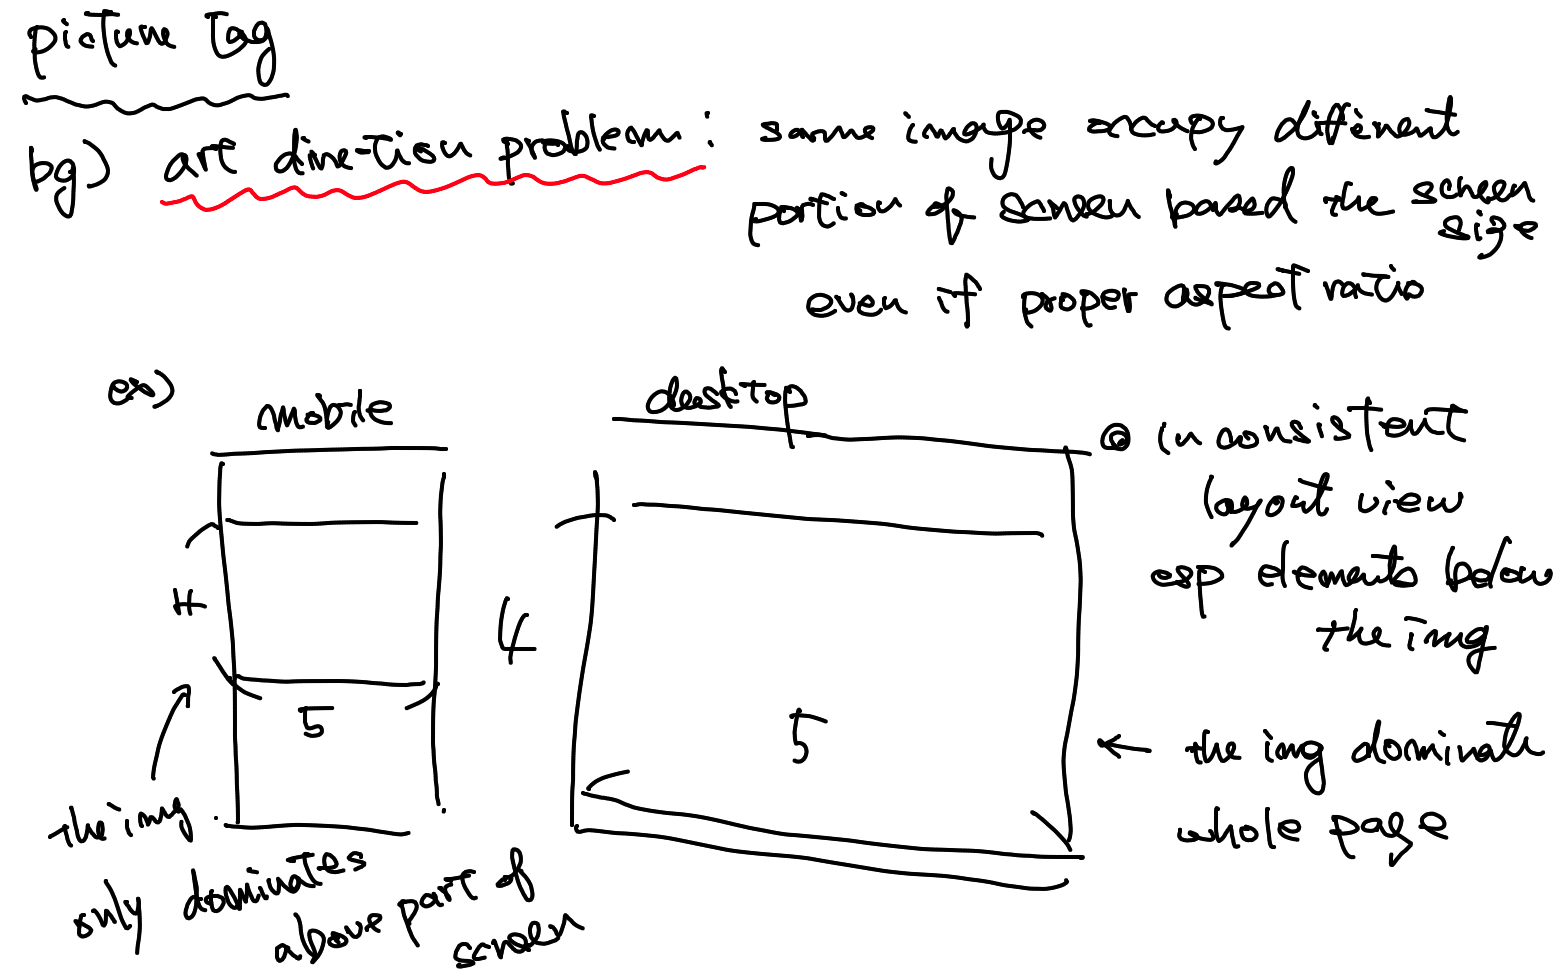 picture tag
bg) art direction problem : same image occupy different
portion of screen based the screen
size
even if proper aspect ratio
ex)
mobile
desktop
@ inconsistent
layout view
esp elements below
the img
4
5
4
5
the img
only dominates
above part of
screen
← the img dominate
whole page